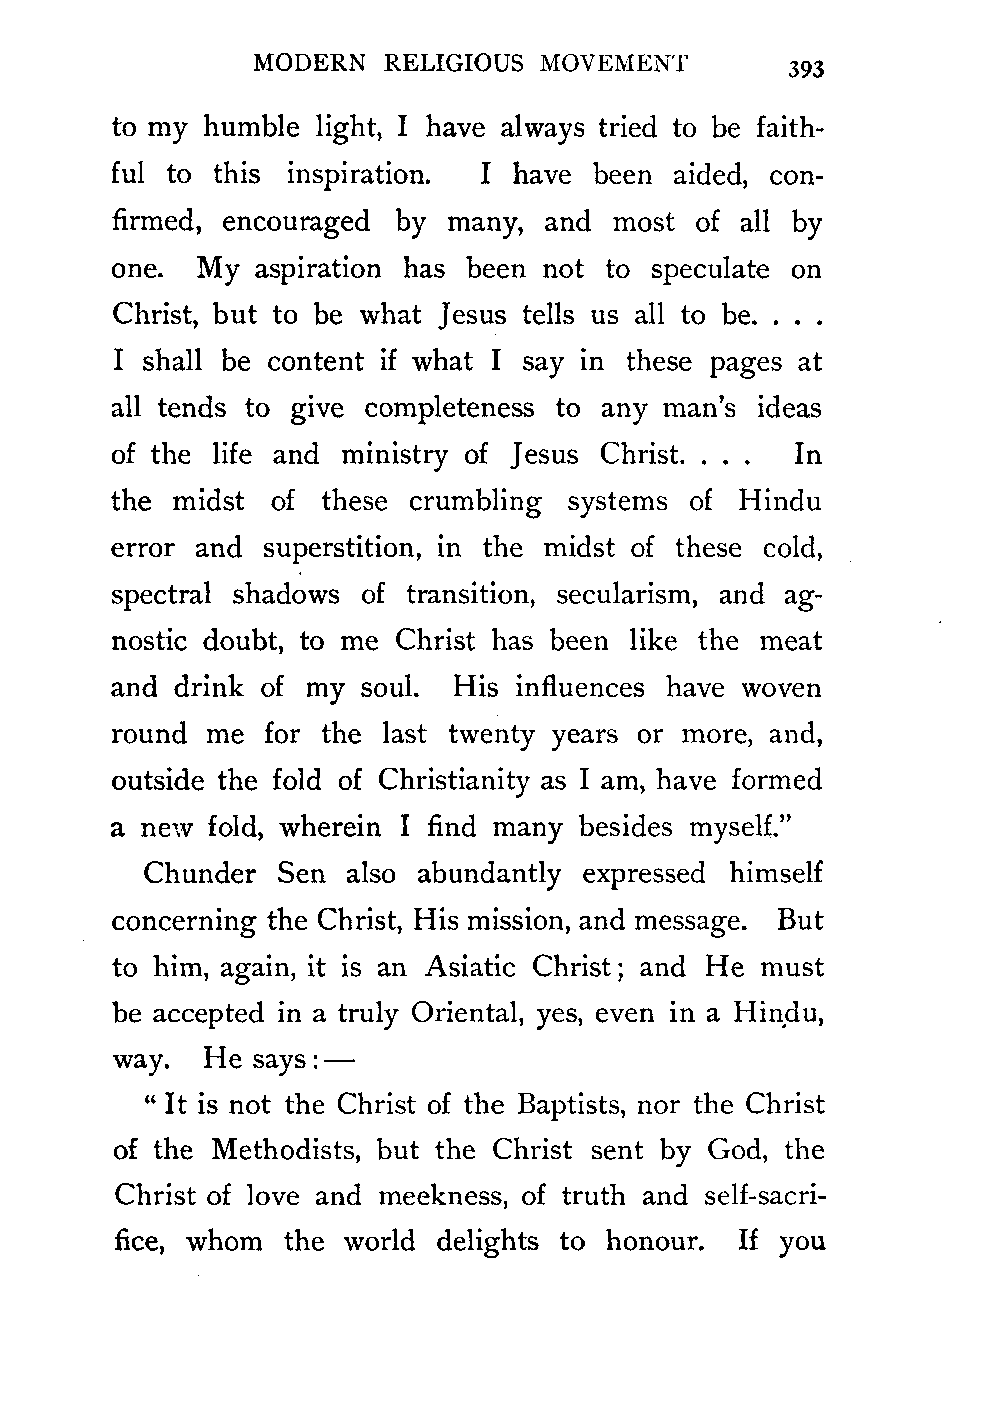 MODERN RELIGIOUS MOVEMENT 393
to my humble light, I have always tried to be faith-
ful to this inspiration. I have been aided, con-
firmed, encouraged by many, and most of all by
one. My aspiration has been not to speculate on
Christ, but to be what Jesus tells us all to be. . . .
I shall be content if what I say in these pages at
all tends to give completeness to any man's ideas
of the life and ministry of Jesus Christ. . . . In
the midst of these crumbling systems of Hindu
error and superstition, in the midst of these cold,
spectral shadows of transition, secularism, and ag-
nostic doubt, to me Christ has been like the meat
and drink of my soul. His influences have woven
round me for the last twenty years or more, and,
outside the fold of Christianity as I am, have formed
a new fold, wherein I find many besides myself."
Chunder Sen also abundantly expressed himself
concerning the Christ, His mission, and message. But
to him, again, it is an Asiatic Christ; and He must
be accepted in a truly Oriental, yes, even in a Hindu,
way. He says:—
"It is not the Christ of the Baptists, nor the Christ
of the Methodists, but the Christ sent by God, the
Christ of love and meekness, of truth and self-sacri-
fice, whom the world delights to honour. If you